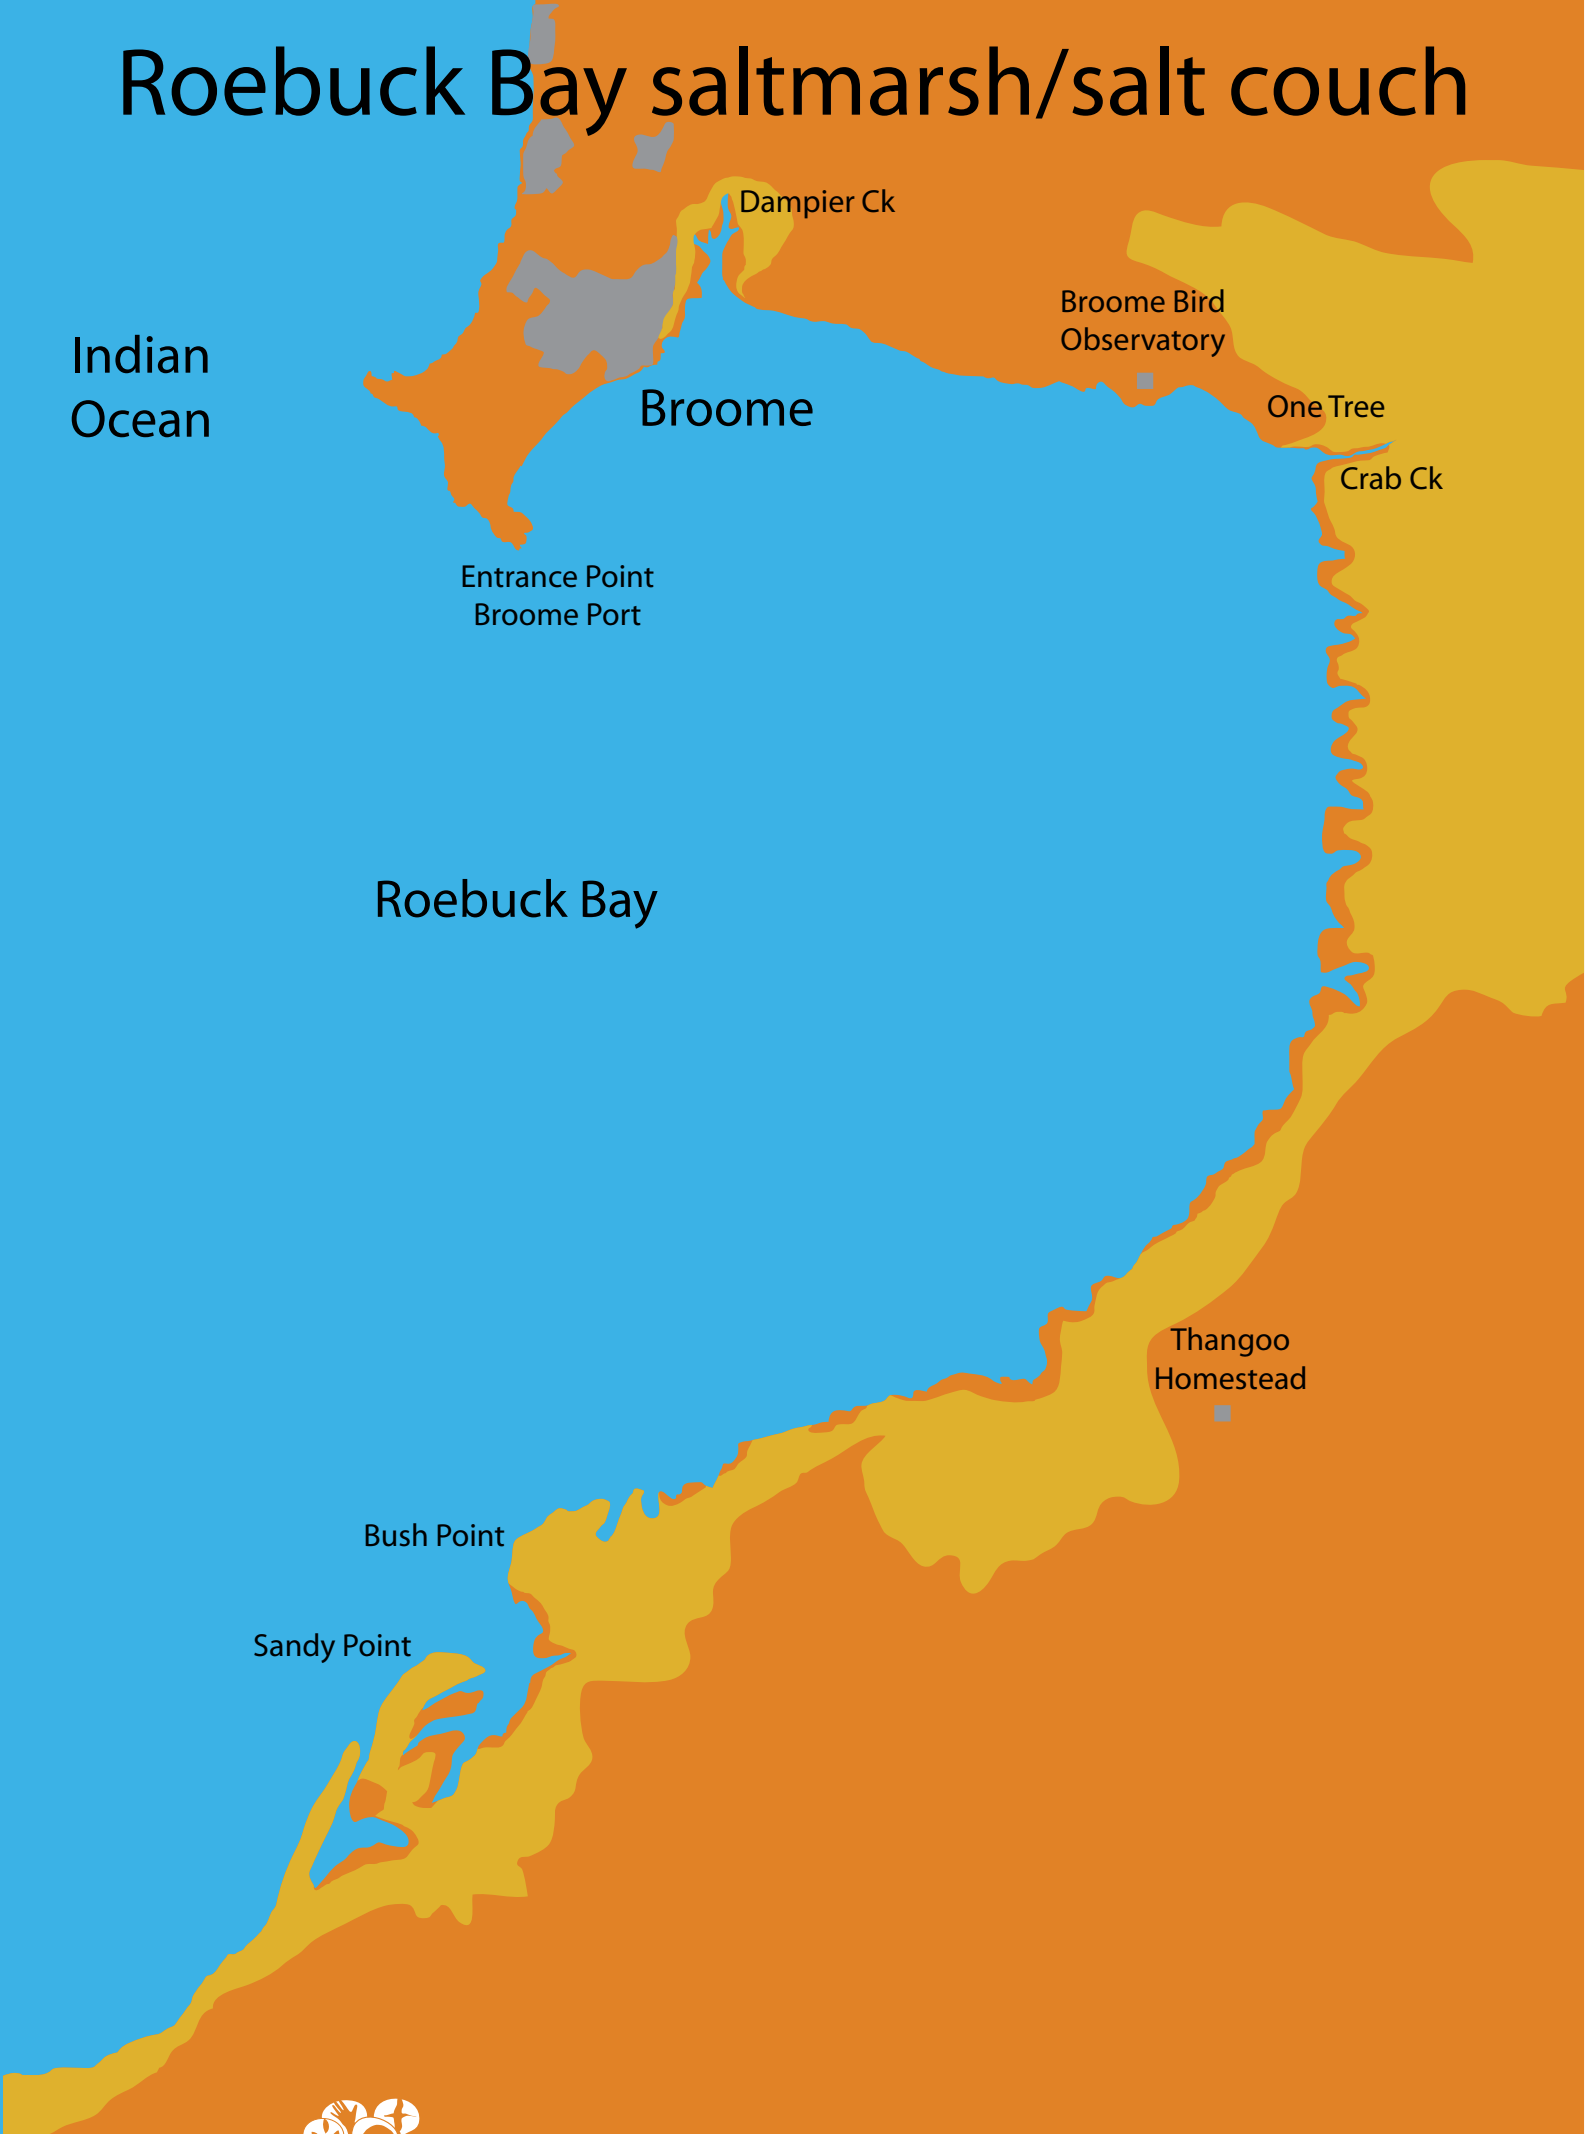 Roebuck Bay saltmarsh/salt couch
Dampier Ck
Broome Bird
Observatory
Indian
Ocean
Broome
One Tree
Crab Ck
Entrance Point
Broome Port
Roebuck Bay
Thangoo
Homestead
Bush Point
Sandy Point